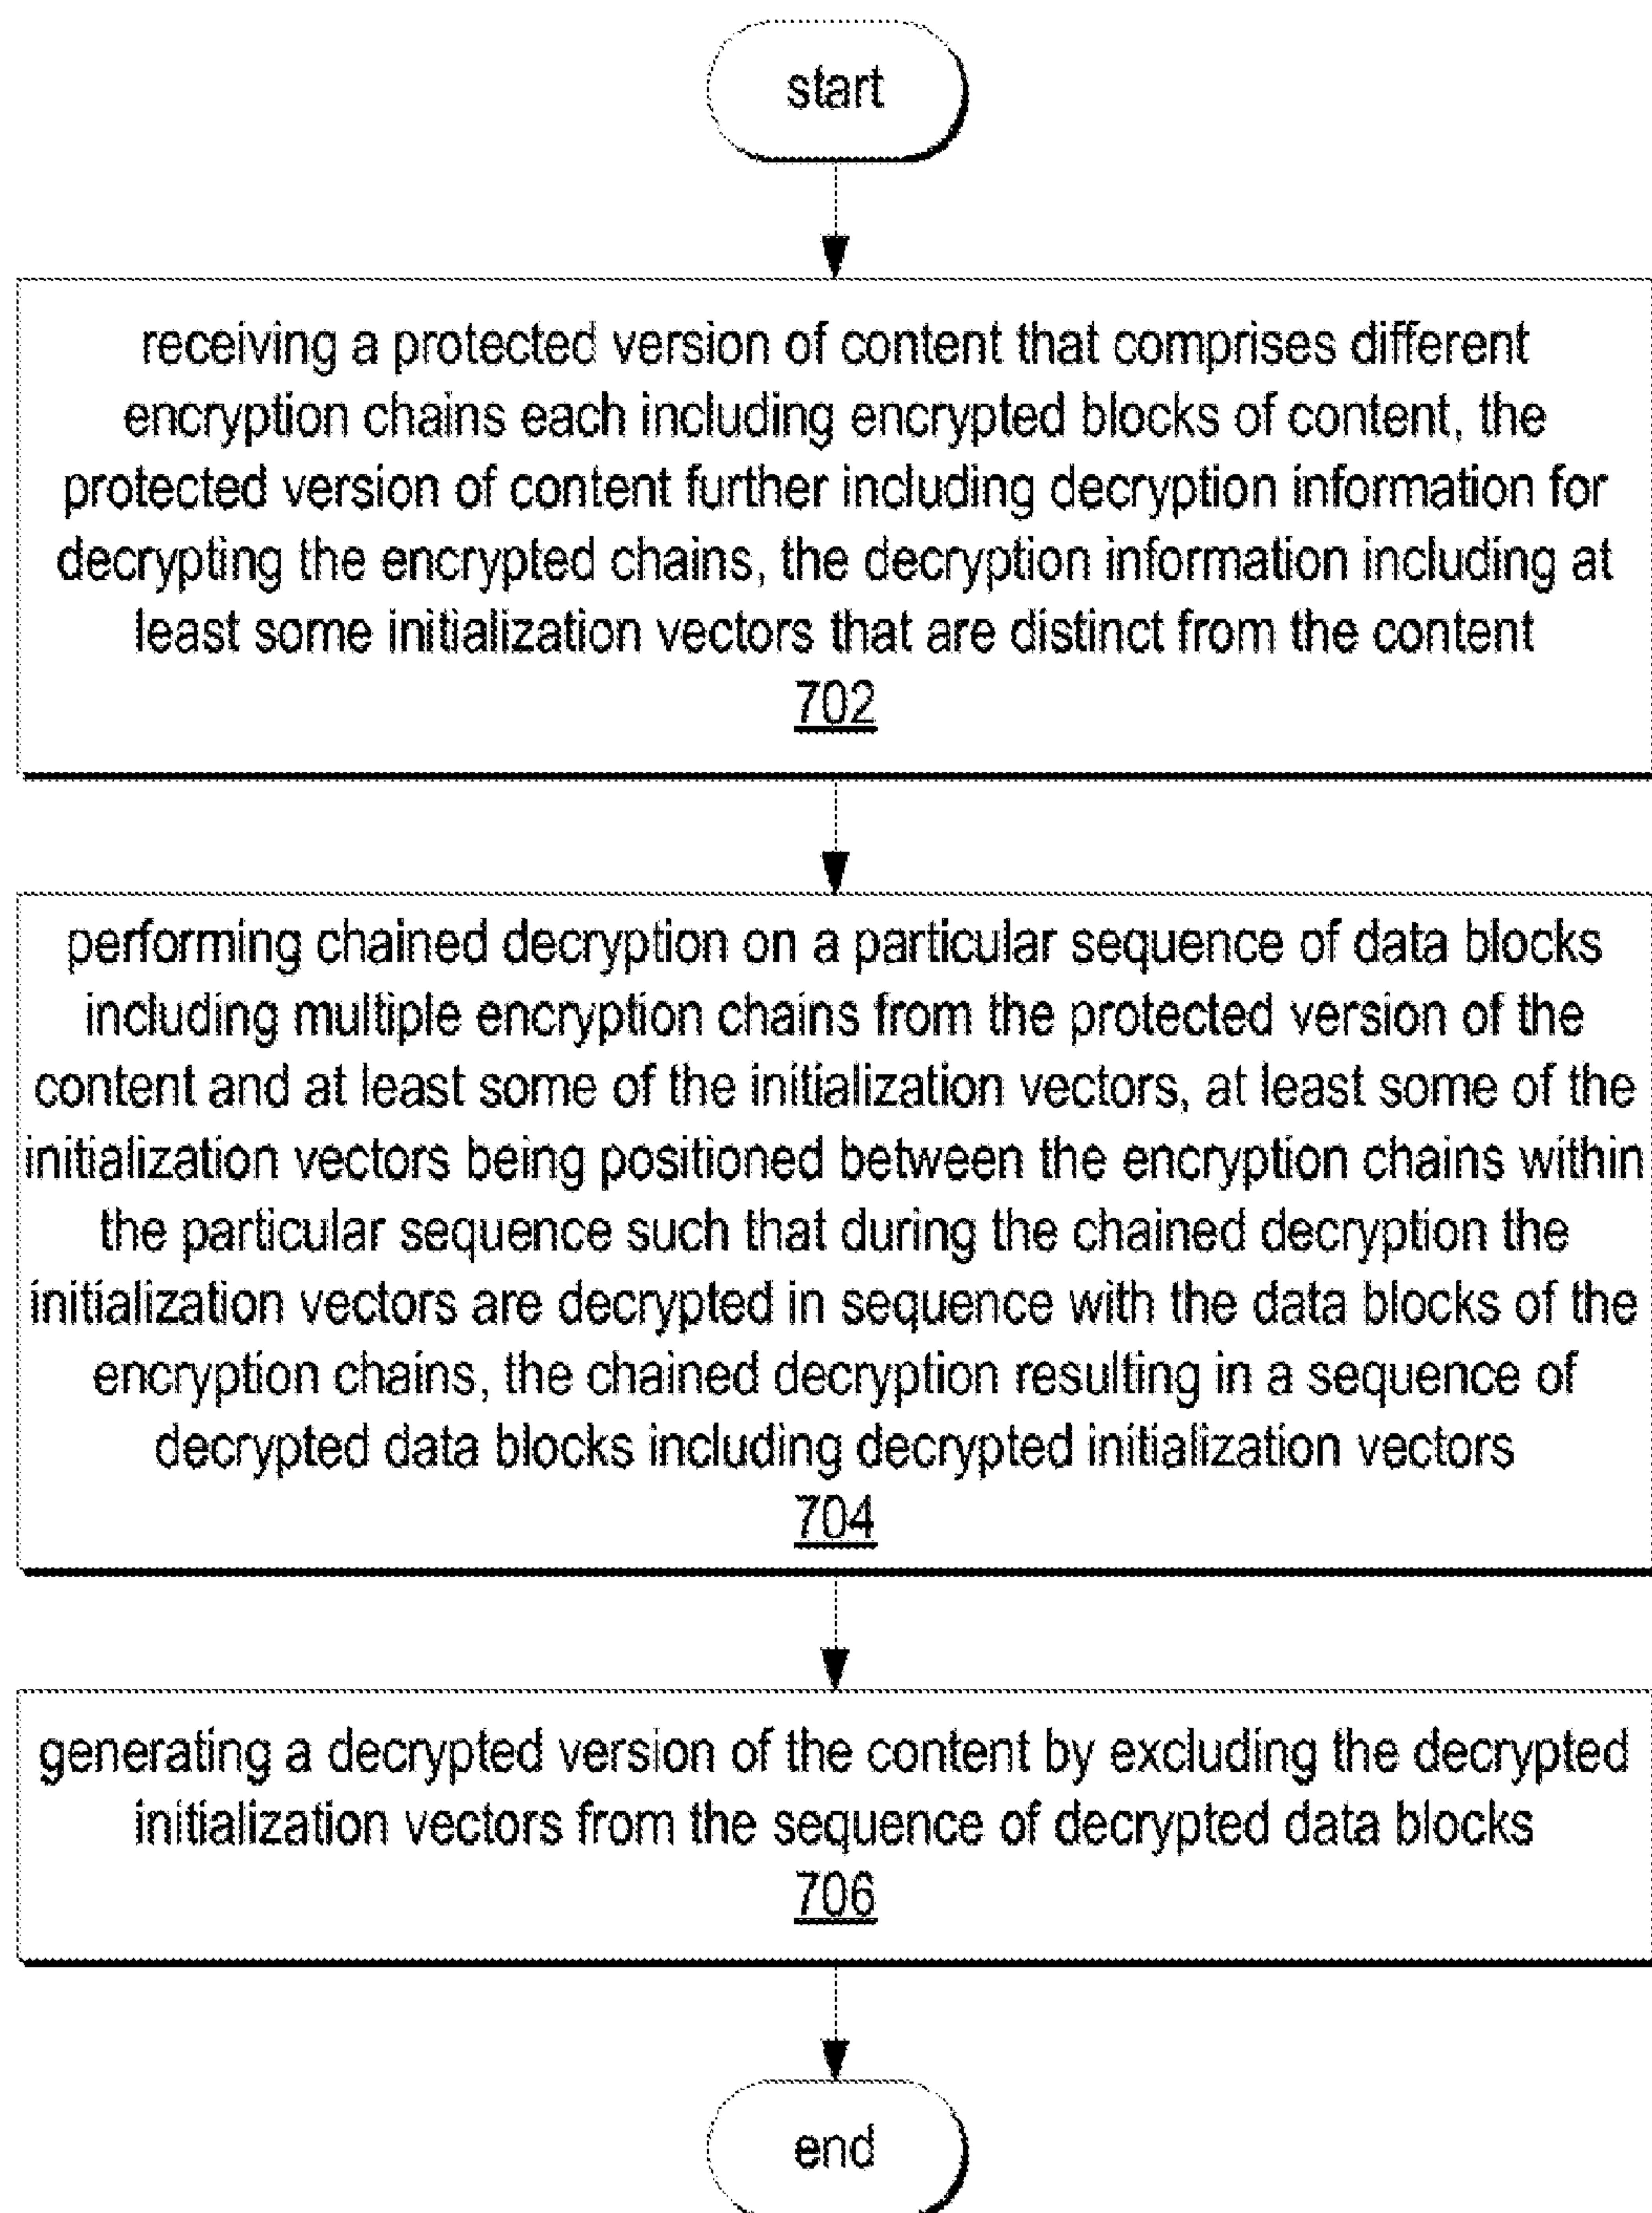 start
receiving a protected version of content that comprises different
encryption chains each including encrypted blocks of content, the
protected version of content further including decryption information for
decrypting the encrypted chains, the decryption information including at
least some initialization vectors that are distinct from the content
702
performing chained decryption on a particular sequence of data blocks
including multiple encryption chains from the protected version of the
content and at least some of the initialization vectors, at least some of the
initialization vectors being positioned between the encryption chains within
the particular sequence such that during the chained decryption the
initialization vectors are decrypted in sequence with the data blocks of the
encryption chains, the chained decryption resulting in a sequence of
decrypted data blocks including decrypted initialization vectors
704
generating a decrypted version of the content by excluding the decrypted
initialization vectors from the sequence of decrypted data blocks
706
end